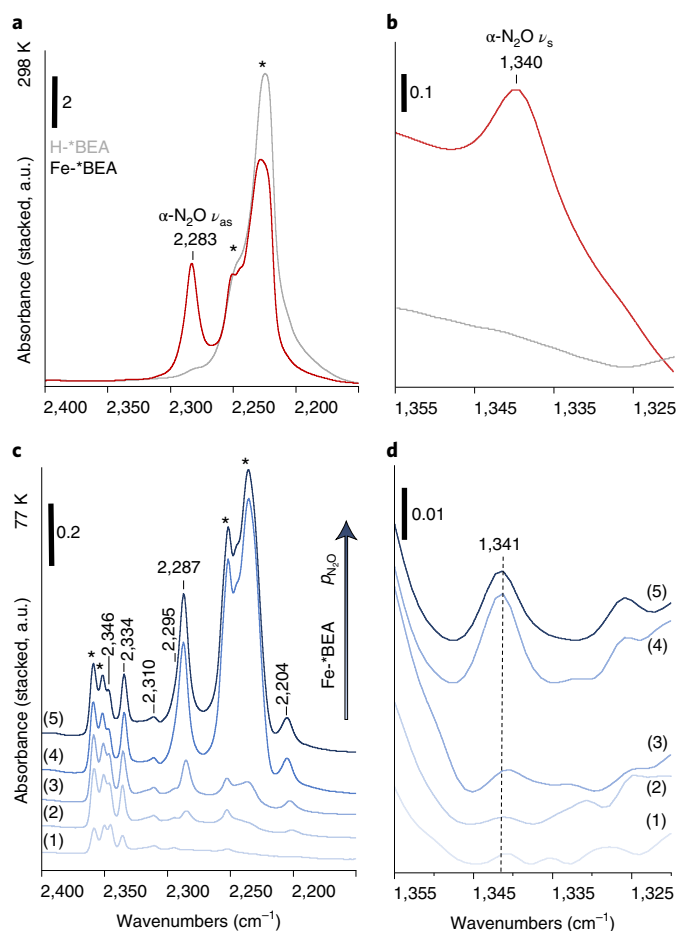 a
298 K
Absorbance (stacked, a.u.)
2
H-*BEA
Fe-*BEA
α-N2O νas
2,283
*
*
2,400 2,350 2,300 2,250 2,200
b
α-N2O νs
1,340
0.1
1,355 1,345 1,335 1,325
c
77 K
Absorbance (stacked, a.u.)
0.2
*
*
2,346
2,334
2,310
2,295
2,287
*
*
2,204
Fe-*BEA pN2O
(5)
(4)
(3)
(2)
(1)
2,400 2,350 2,300 2,250 2,200
Wavenumbers (cm−1)
d
0.01
1,341
(5)
(4)
(3)
(2)
(1)
1,355 1,345 1,335 1,325
Wavenumbers (cm−1)